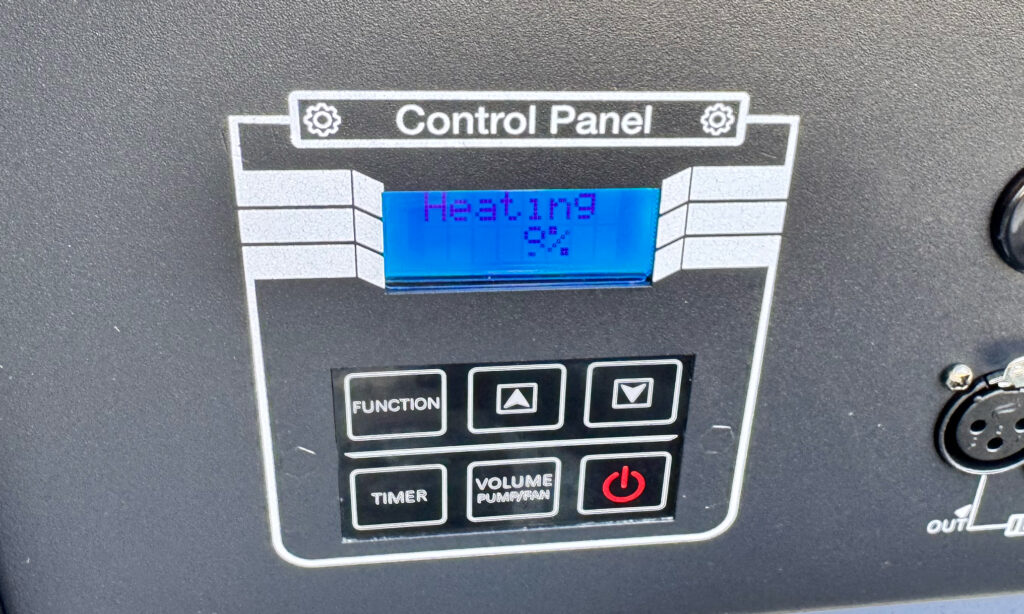 Control Panel
Heating
9%
FUNCTION
TIMER
VOLUME
PUMP/FAN
OUT